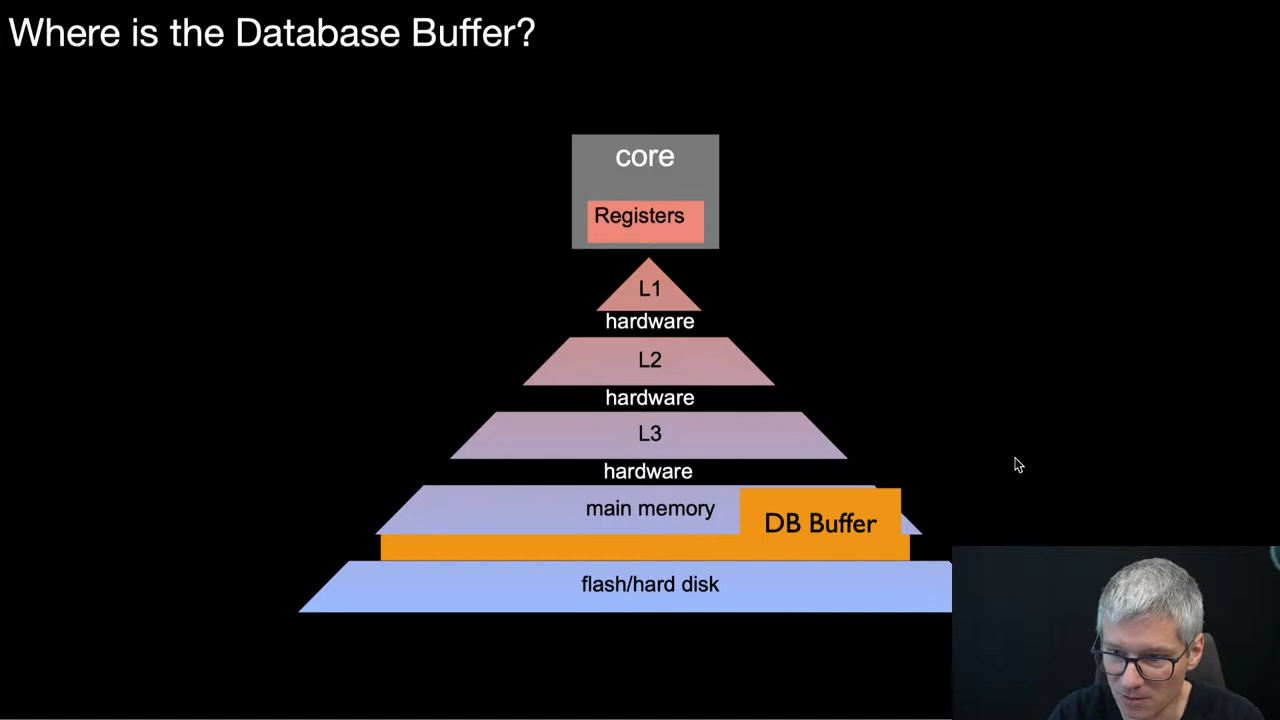 Where is the Database Buffer?
core
Registers
L1
hardware
L2
hardware
L3
hardware
main memory
DB Buffer
flash/hard disk